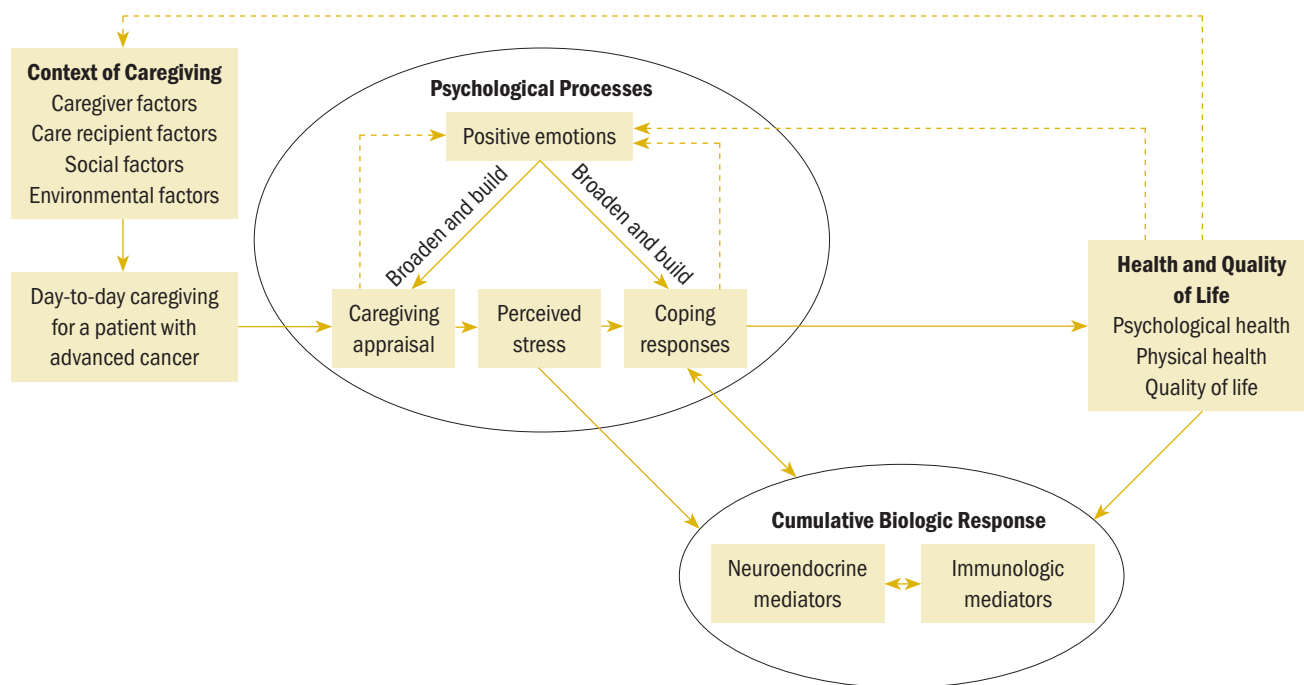 Context of Caregiving
Caregiver factors
Care recipient factors
Social factors
Environmental factors
Day-to-day caregiving
for a patient with
advanced cancer
Psychological Processes
Positive emotions
Broaden and build
Broaden and build
Caregiving
appraisal
Perceived
stress
Coping
responses
Health and Quality
of Life
Psychological health
Physical health
Quality of life
Cumulative Biologic Response
Neuroendocrine
mediators
Immunologic
mediators